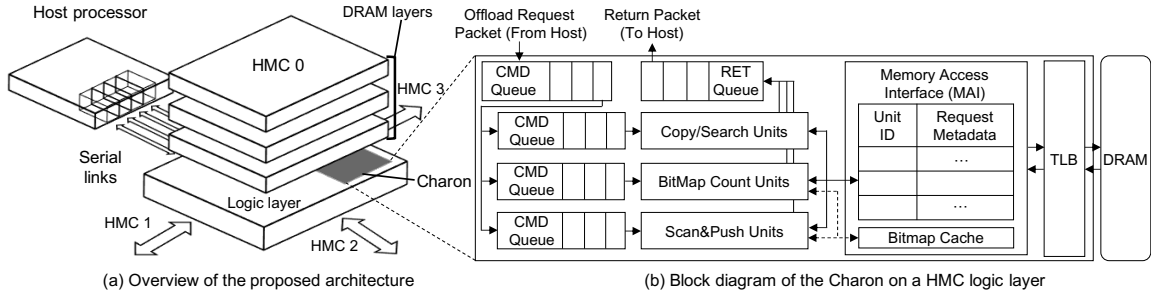 Host processor
DRAM layers
HMC 0
HMC 3
Serial
links
Charon
Logic layer
HMC 1
HMC 2
(a) Overview of the proposed architecture
Offload Request
Packet (From Host)
Return Packet
(To Host)
CMD
Queue
RET
Queue
CMD
Queue
Copy/Search Units
CMD
Queue
BitMap Count Units
CMD
Queue
Scan&Push Units
Memory Access
Interface (MAI)
Unit
ID
Request
Metadata
...
...
Bitmap Cache
TLB
DRAM
(b) Block diagram of the Charon on a HMC logic layer